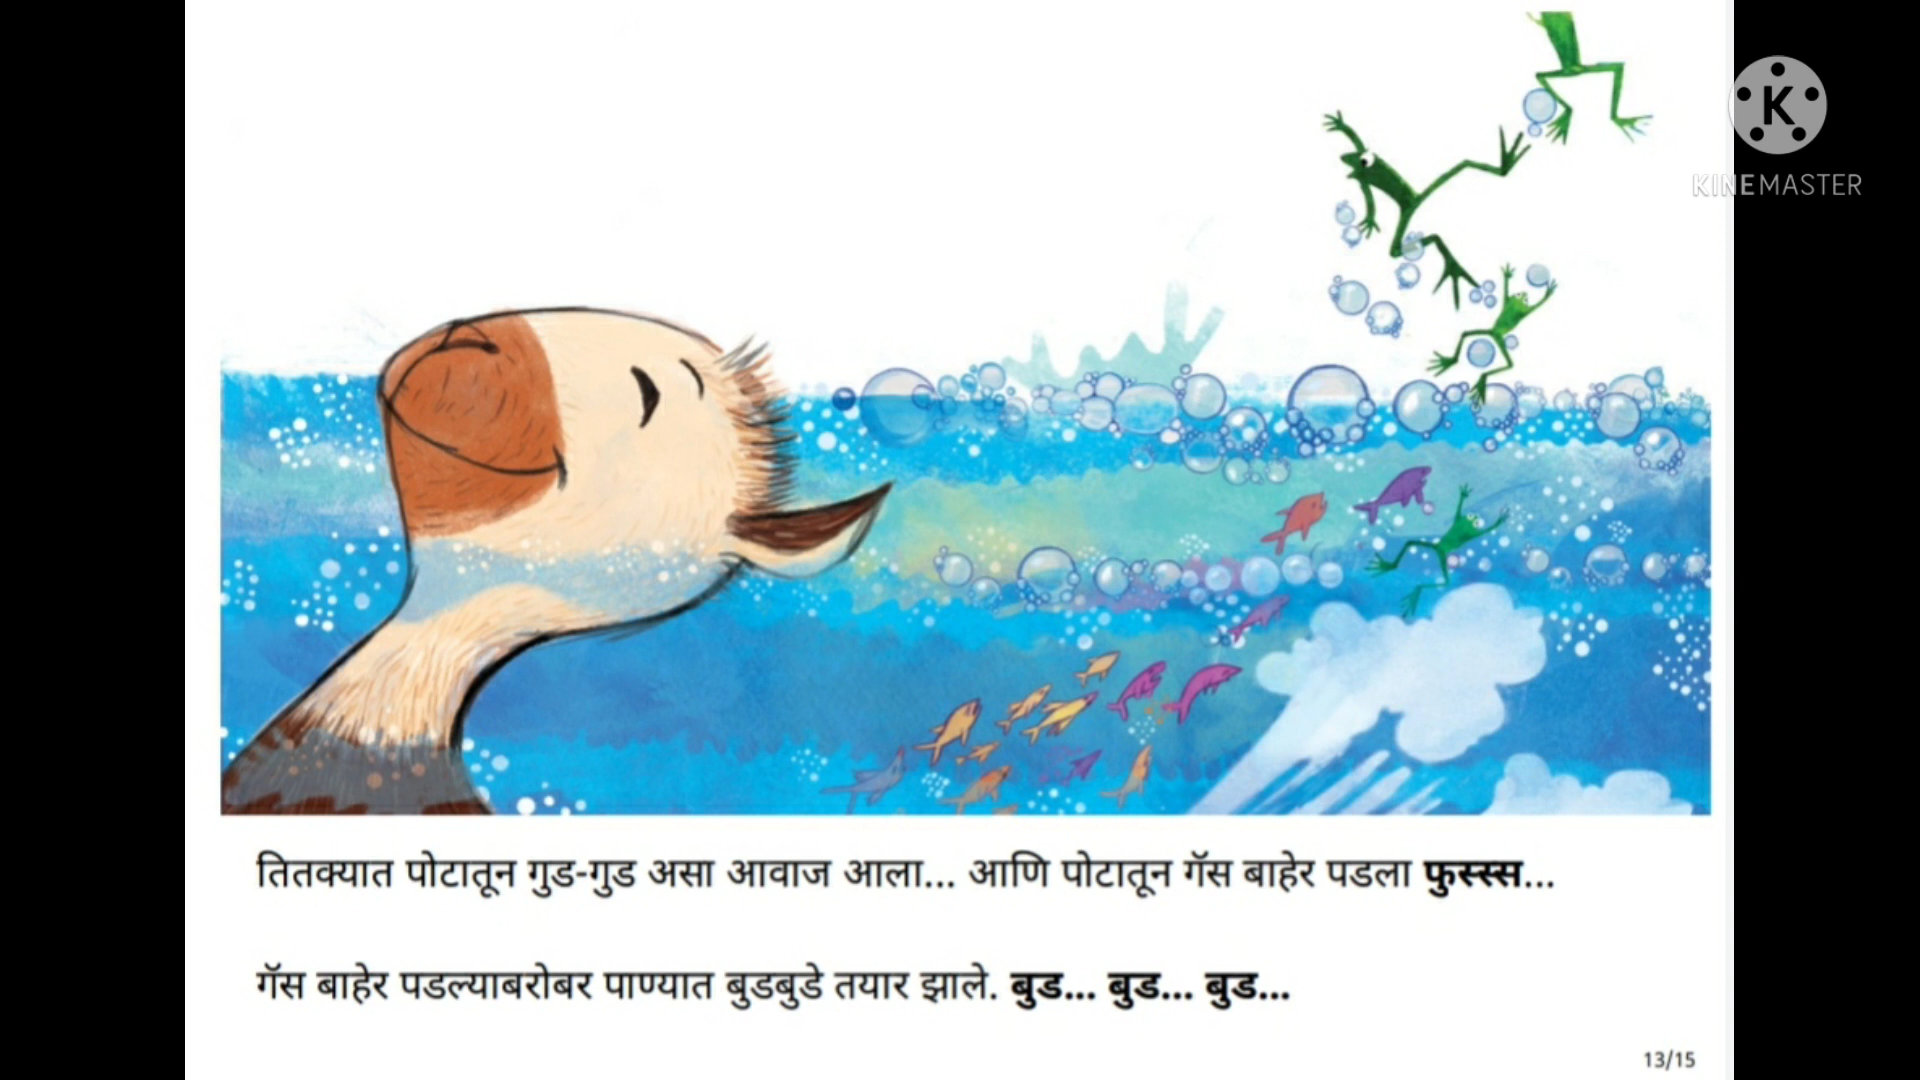 K
KINEMASTER
तितक्यात पोटातून गुड-गुड असा आवाज आला... आणि पोटातून गॅस बाहेर पडला फुस्स्स...
गॅस बाहेर पडल्याबरोबर पाण्यात बुडबुडे तयार झाले. बुड... बुड... बुड...
13/15